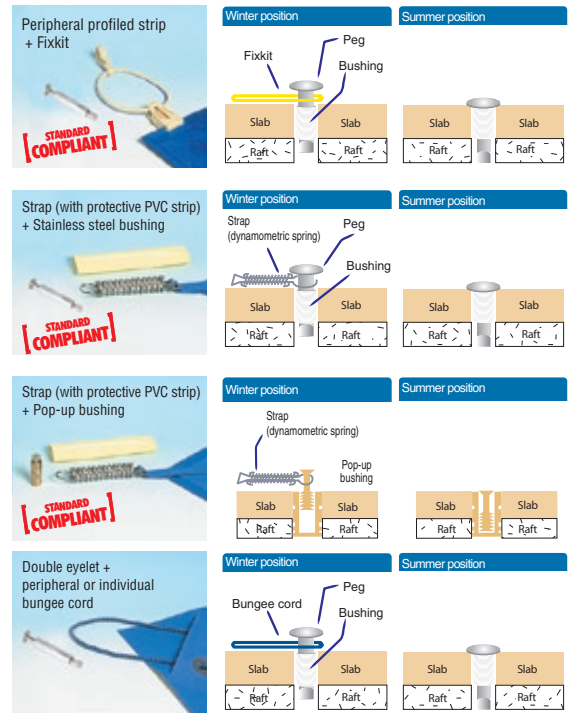 Peripheral profiled strip
+ Fixkit
STANDARD
COMPLIANT
Winter position
Peg
Fixkit
Bushing
Slab
Slab
Raft
Raft
Summer position
Slab
Slab
Raft
Raft
Strap (with protective PVC strip)
+ Stainless steel bushing
STANDARD
COMPLIANT
Winter position
Strap
(dynamometric spring)
Peg
Bushing
Slab
Slab
Raft
Raft
Summer position
Slab
Slab
Raft
Raft
Strap (with protective PVC strip)
+ Pop-up bushing
STANDARD
COMPLIANT
Winter position
Strap
(dynamometric spring)
Pop-up
bushing
Slab
Slab
Raft
Raft
Summer position
Slab
Slab
Raft
Raft
Double eyelet +
peripheral or individual
bungee cord
Winter position
Peg
Bungee cord
Bushing
Slab
Slab
Raft
Raft
Summer position
Slab
Slab
Raft
Raft